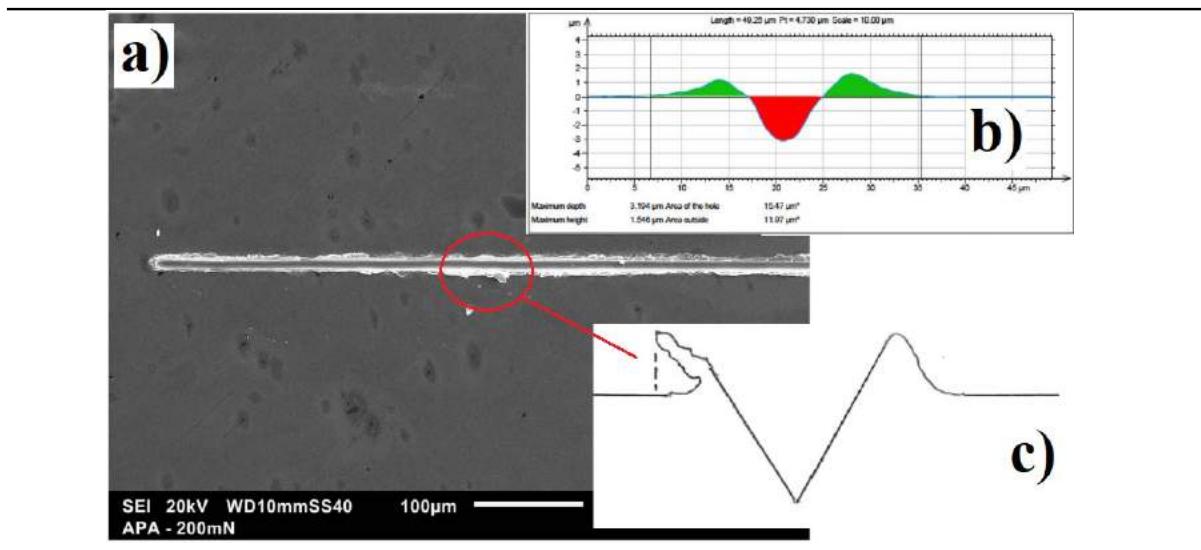 a)
SEI 20kV WD10mmSS40 100µm
APA - 200mN
µm Length = 49.25 µm Pt = 4.730 µm Scale = 10.00 µm
4
3
2
1
0
-1
-2
-3
-4
-5
0 5 10 15 20 25 30 35 40 45 µm
Maximum depth 3.194 µm Area of the hole 15.47 µm²
Maximum height 1.546 µm Area outside 11.97 µm²
b)
c)